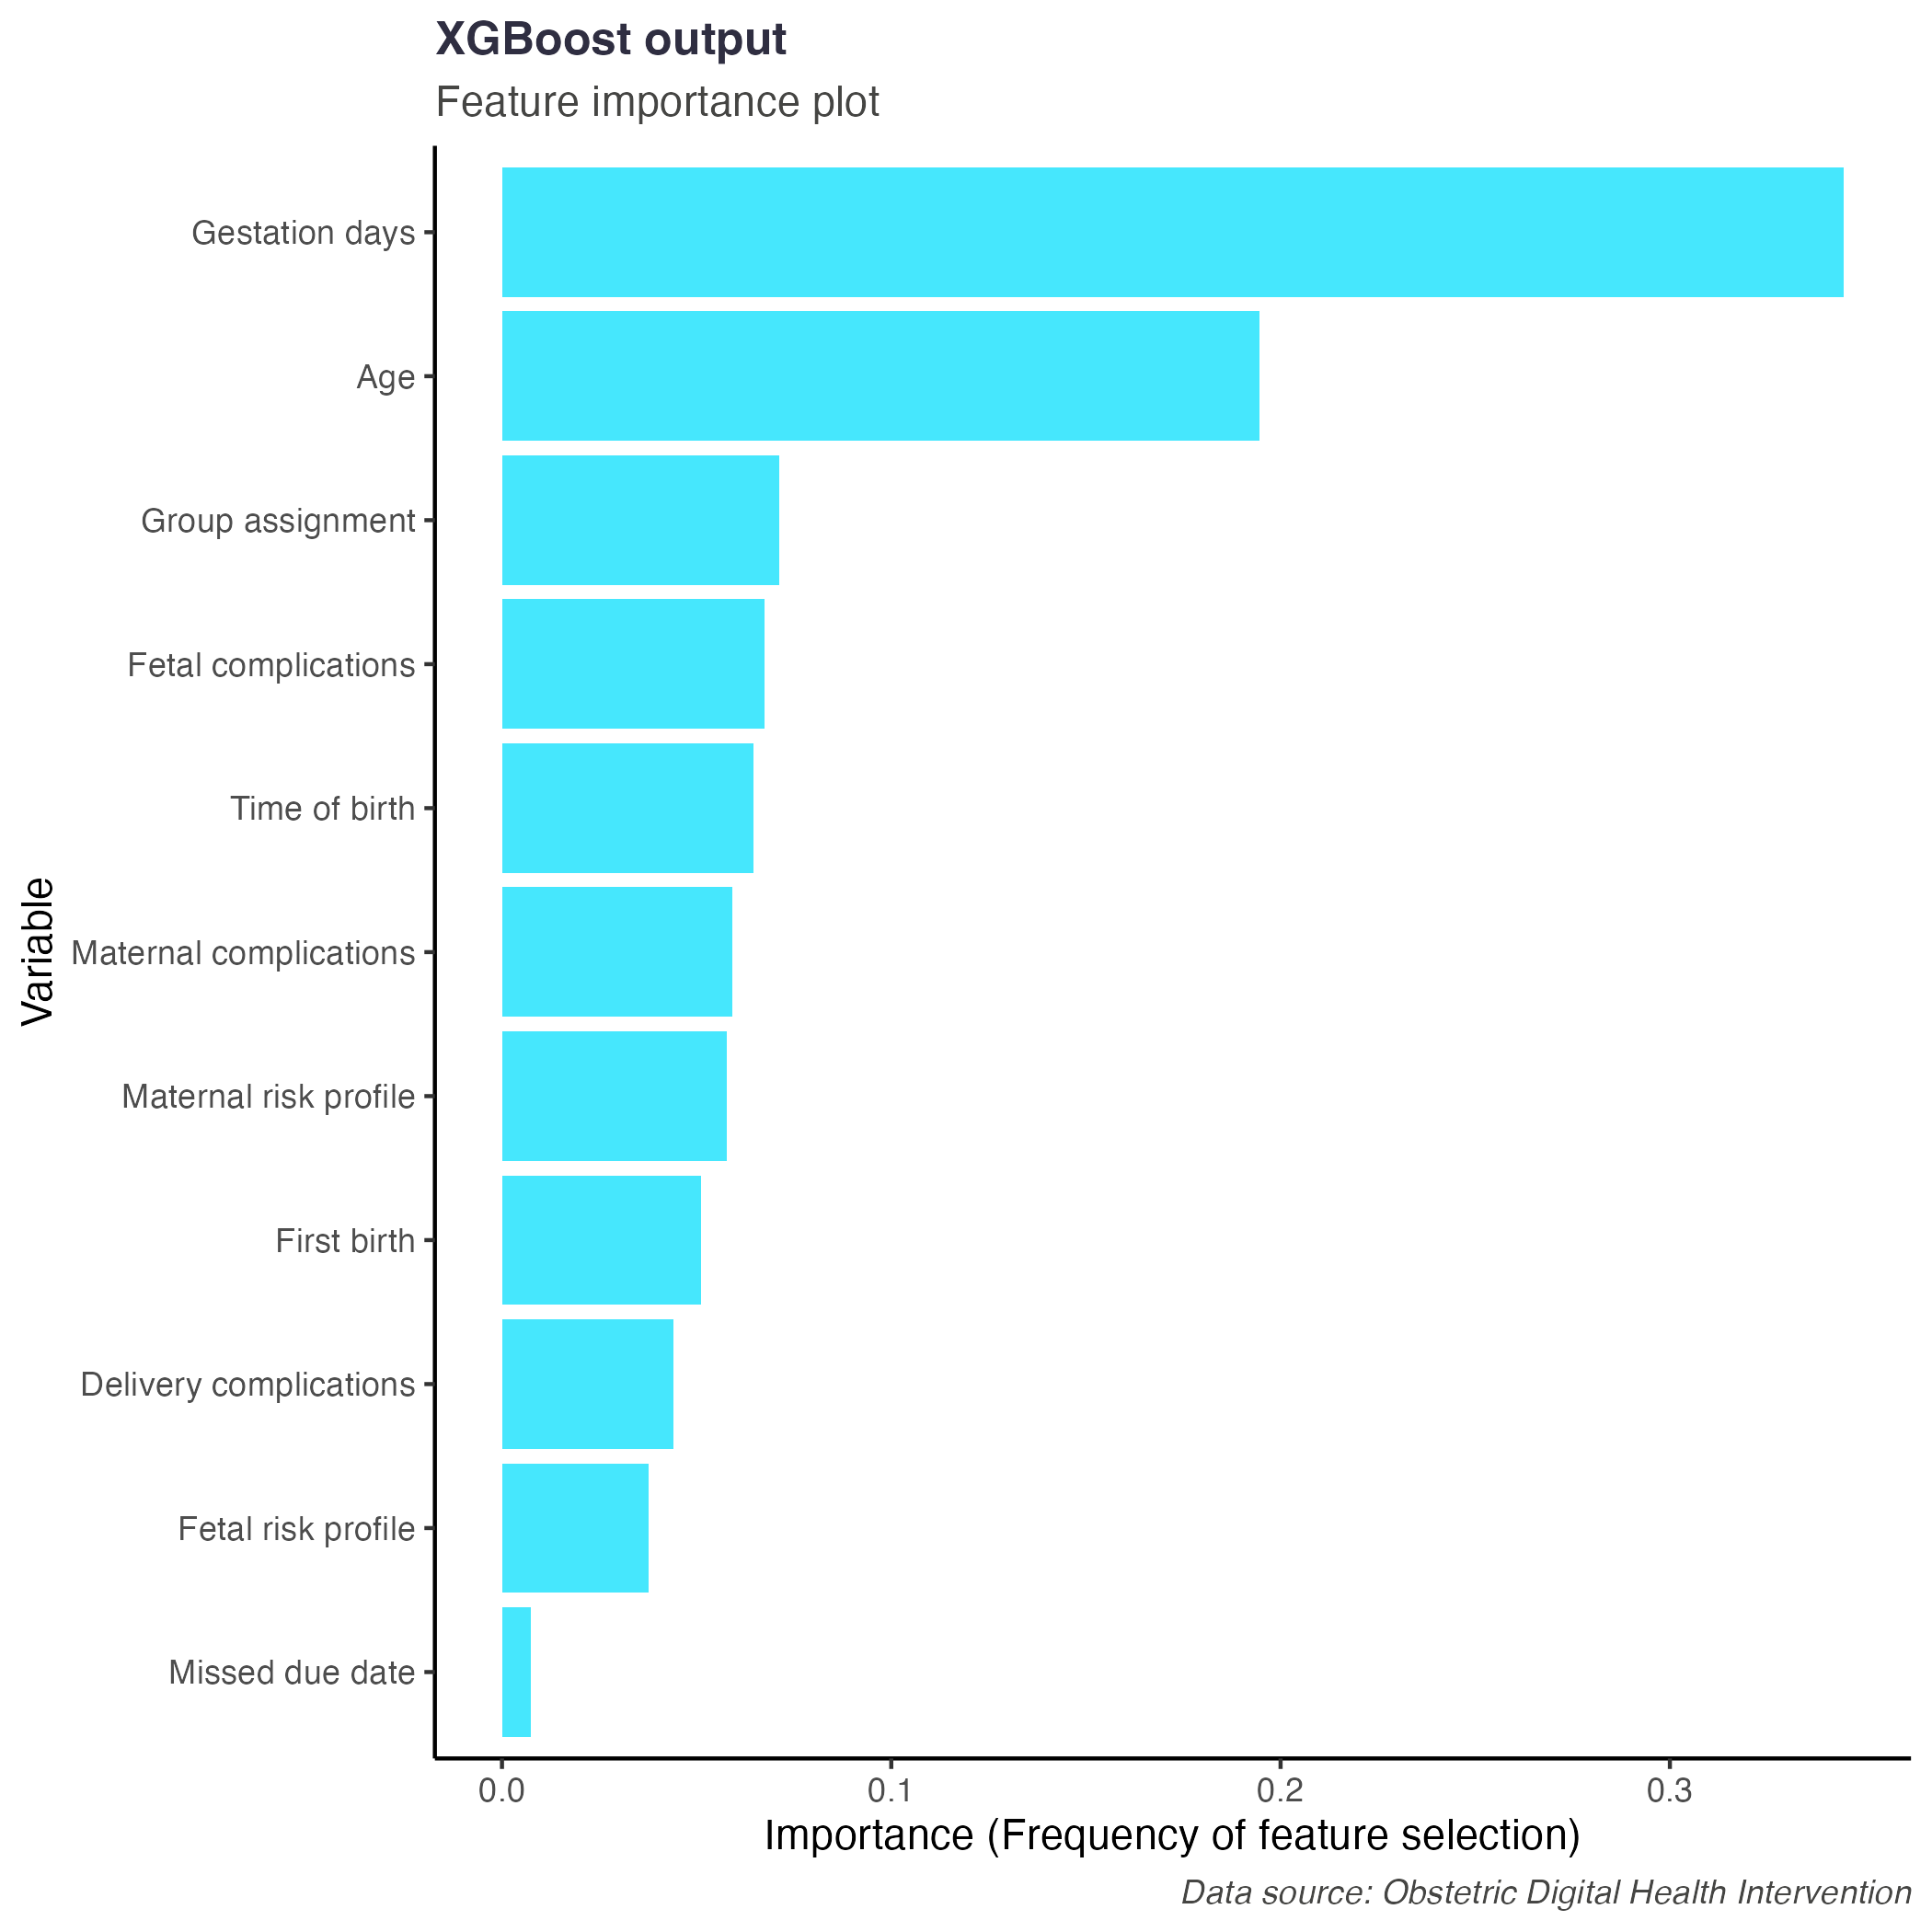 XGBoost output
Feature importance plot
Variable
Gestation days
Age
Group assignment
Fetal complications
Time of birth
Maternal complications
Maternal risk profile
First birth
Delivery complications
Fetal risk profile
Missed due date
0.0 0.1 0.2 0.3
Importance (Frequency of feature selection)
Data source: Obstetric Digital Health Intervention